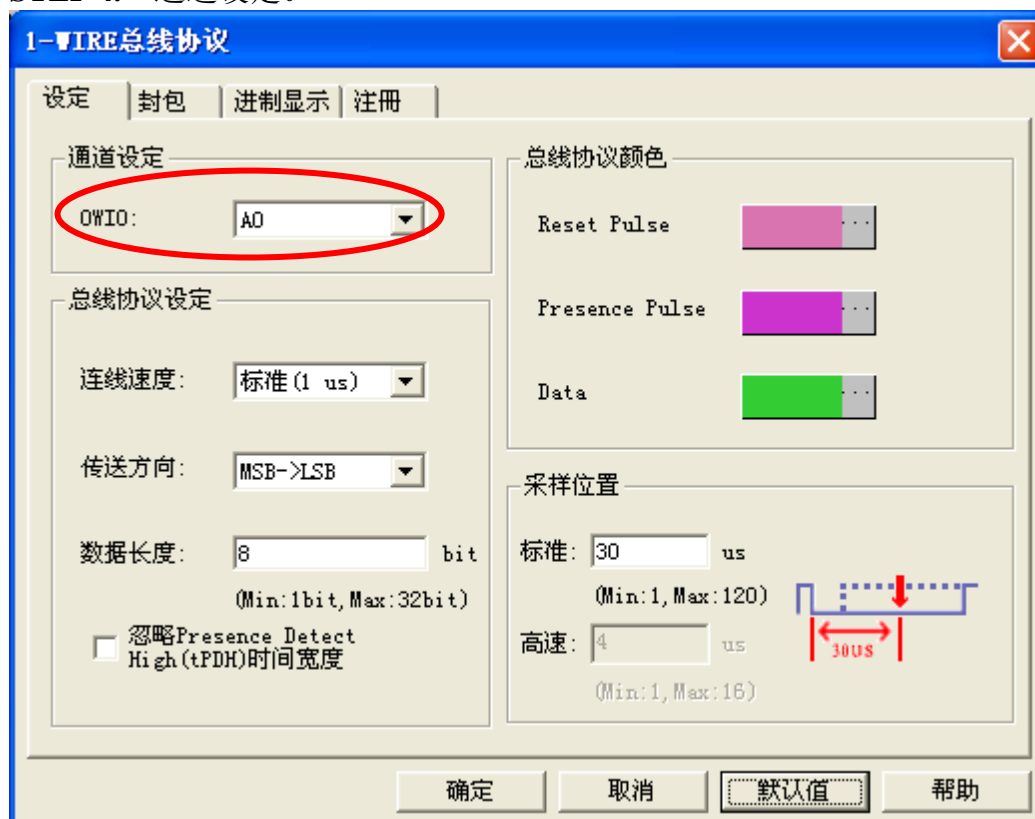 1-WIRE总线协议
设定 封包 进制显示 注冊
通道设定
OWIO: A0
总线协议设定
连线速度: 标准(1 us)
传送方向: MSB->LSB
数据长度: 8 bit
(Min:1bit,Max:32bit)
忽略Presence Detect
High(tPDH)时间宽度
总线协议颜色
Reset Pulse ...
Presence Pulse ...
Data ...
采样位置
标准: 30 us
(Min:1,Max:120)
高速: 4 us
(Min:1,Max:16)
30US
确定 取消 默认值 帮助